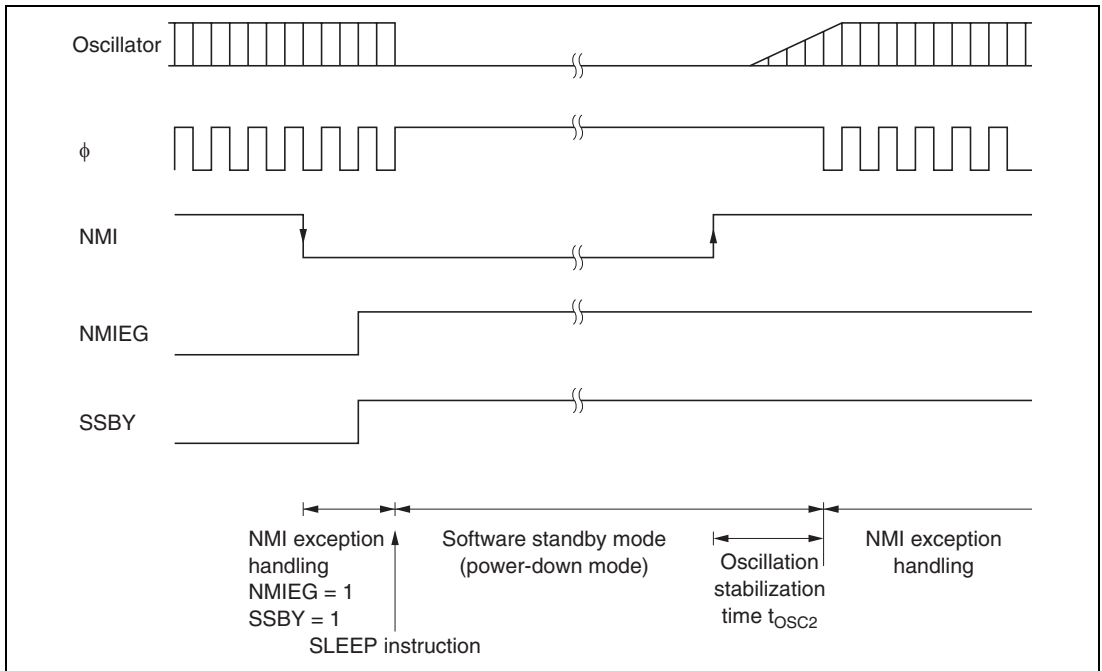 Oscillator
ϕ
NMI
NMIEG
SSBY
NMI exception
handling
NMIEG = 1
SSBY = 1
SLEEP instruction
Software standby mode
(power-down mode)
Oscillation
stabilization
time tOSC2
NMI exception
handling